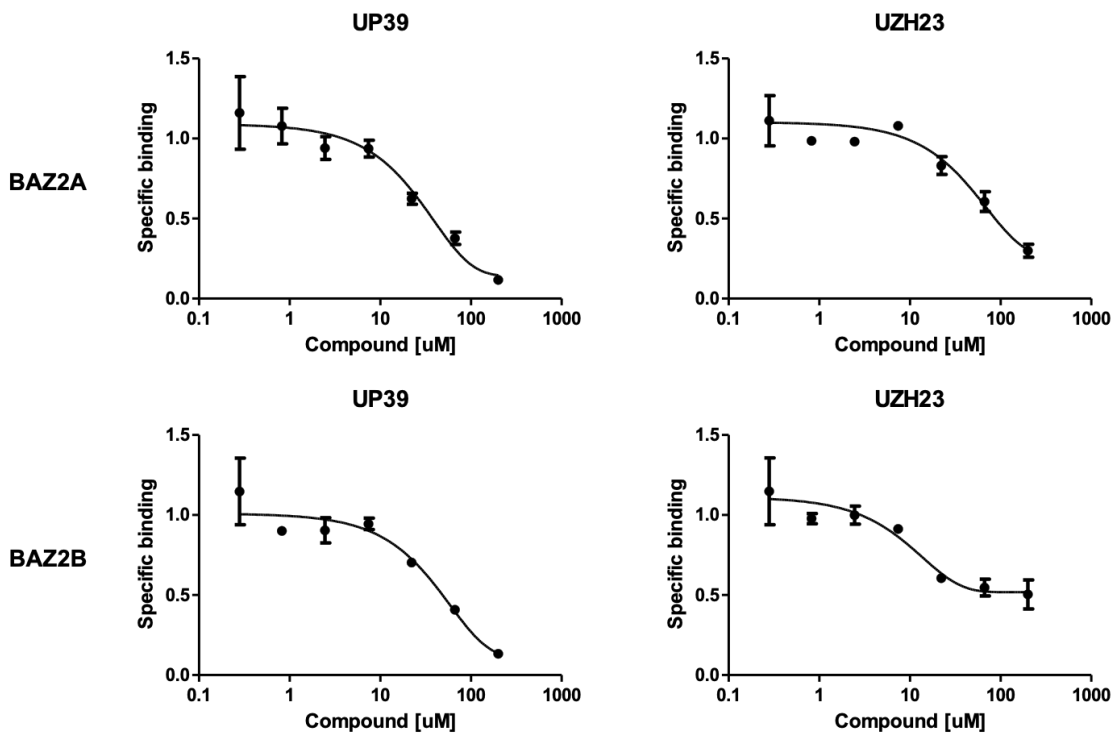 UP39
UZH23
BAZ2A
Specific binding
1.5
1.0
0.5
0.0
0.1 1 10 100 1000
Compound [uM]
Specific binding
1.5
1.0
0.5
0.0
0.1 1 10 100 1000
Compound [uM]
UP39
UZH23
BAZ2B
Specific binding
1.5
1.0
0.5
0.0
0.1 1 10 100 1000
Compound [uM]
Specific binding
1.5
1.0
0.5
0.0
0.1 1 10 100 1000
Compound [uM]